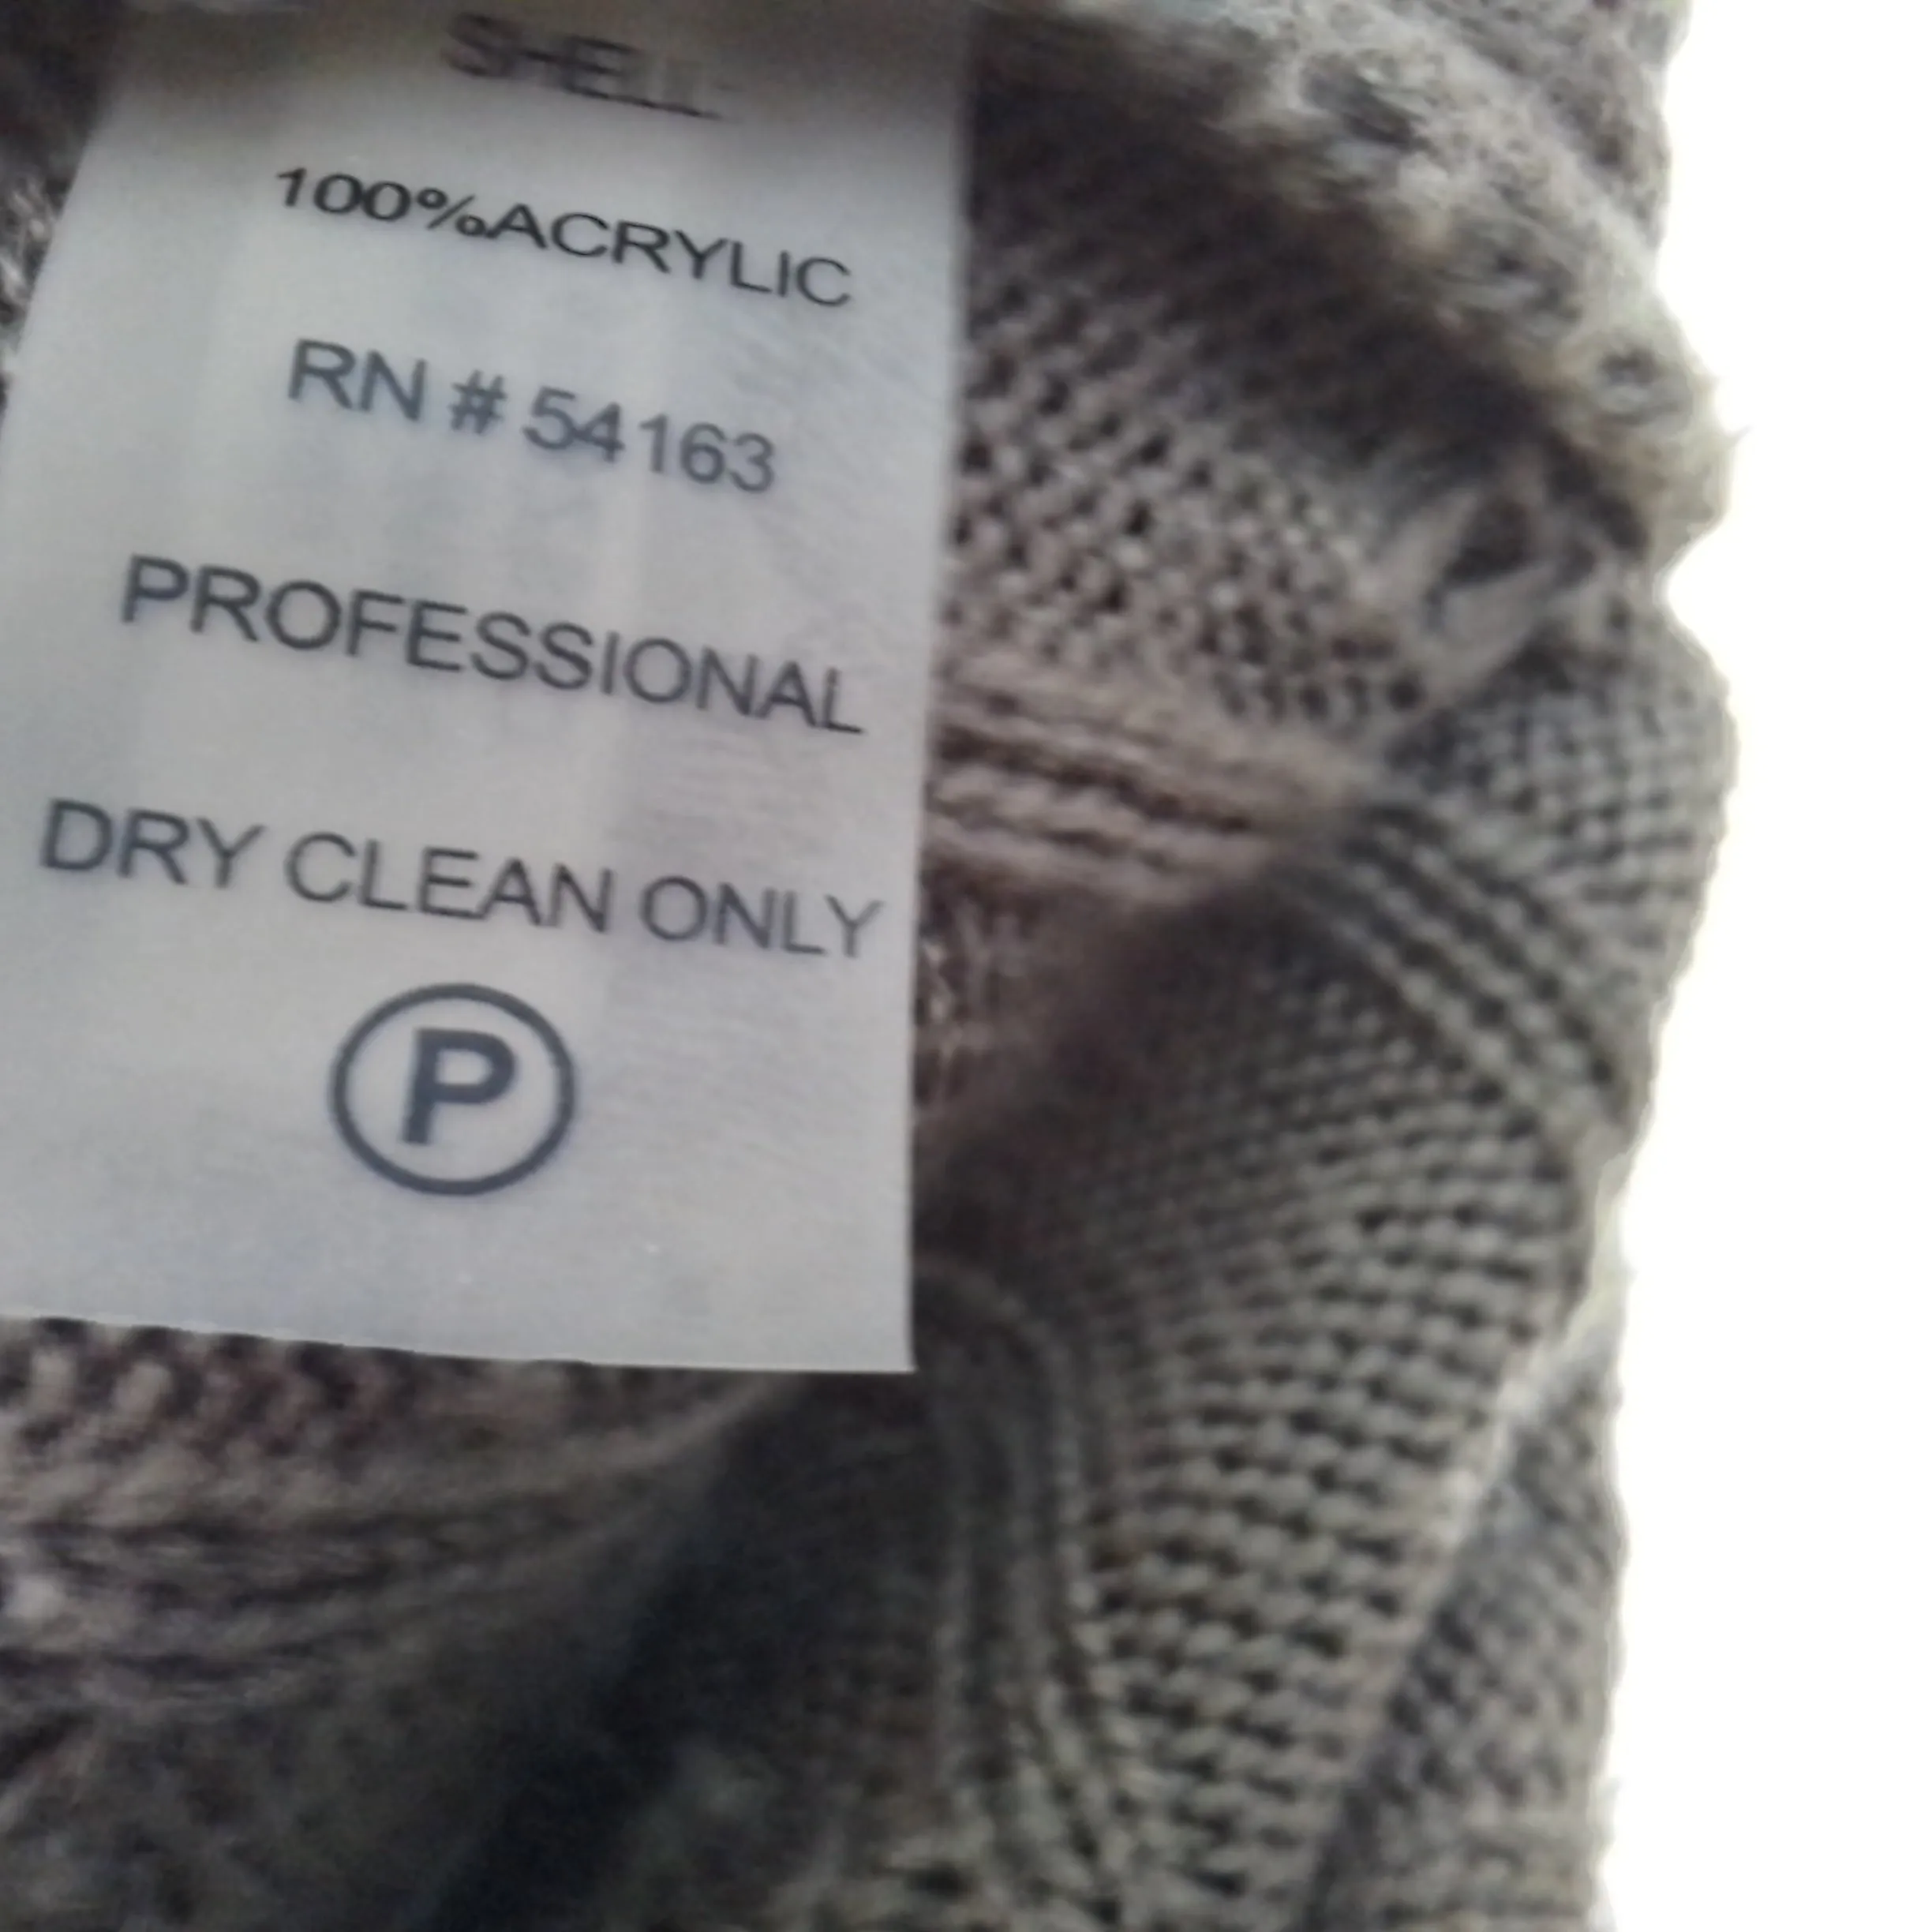 SHELL
100%ACRYLIC
RN # 54163
PROFESSIONAL
DRY CLEAN ONLY
P